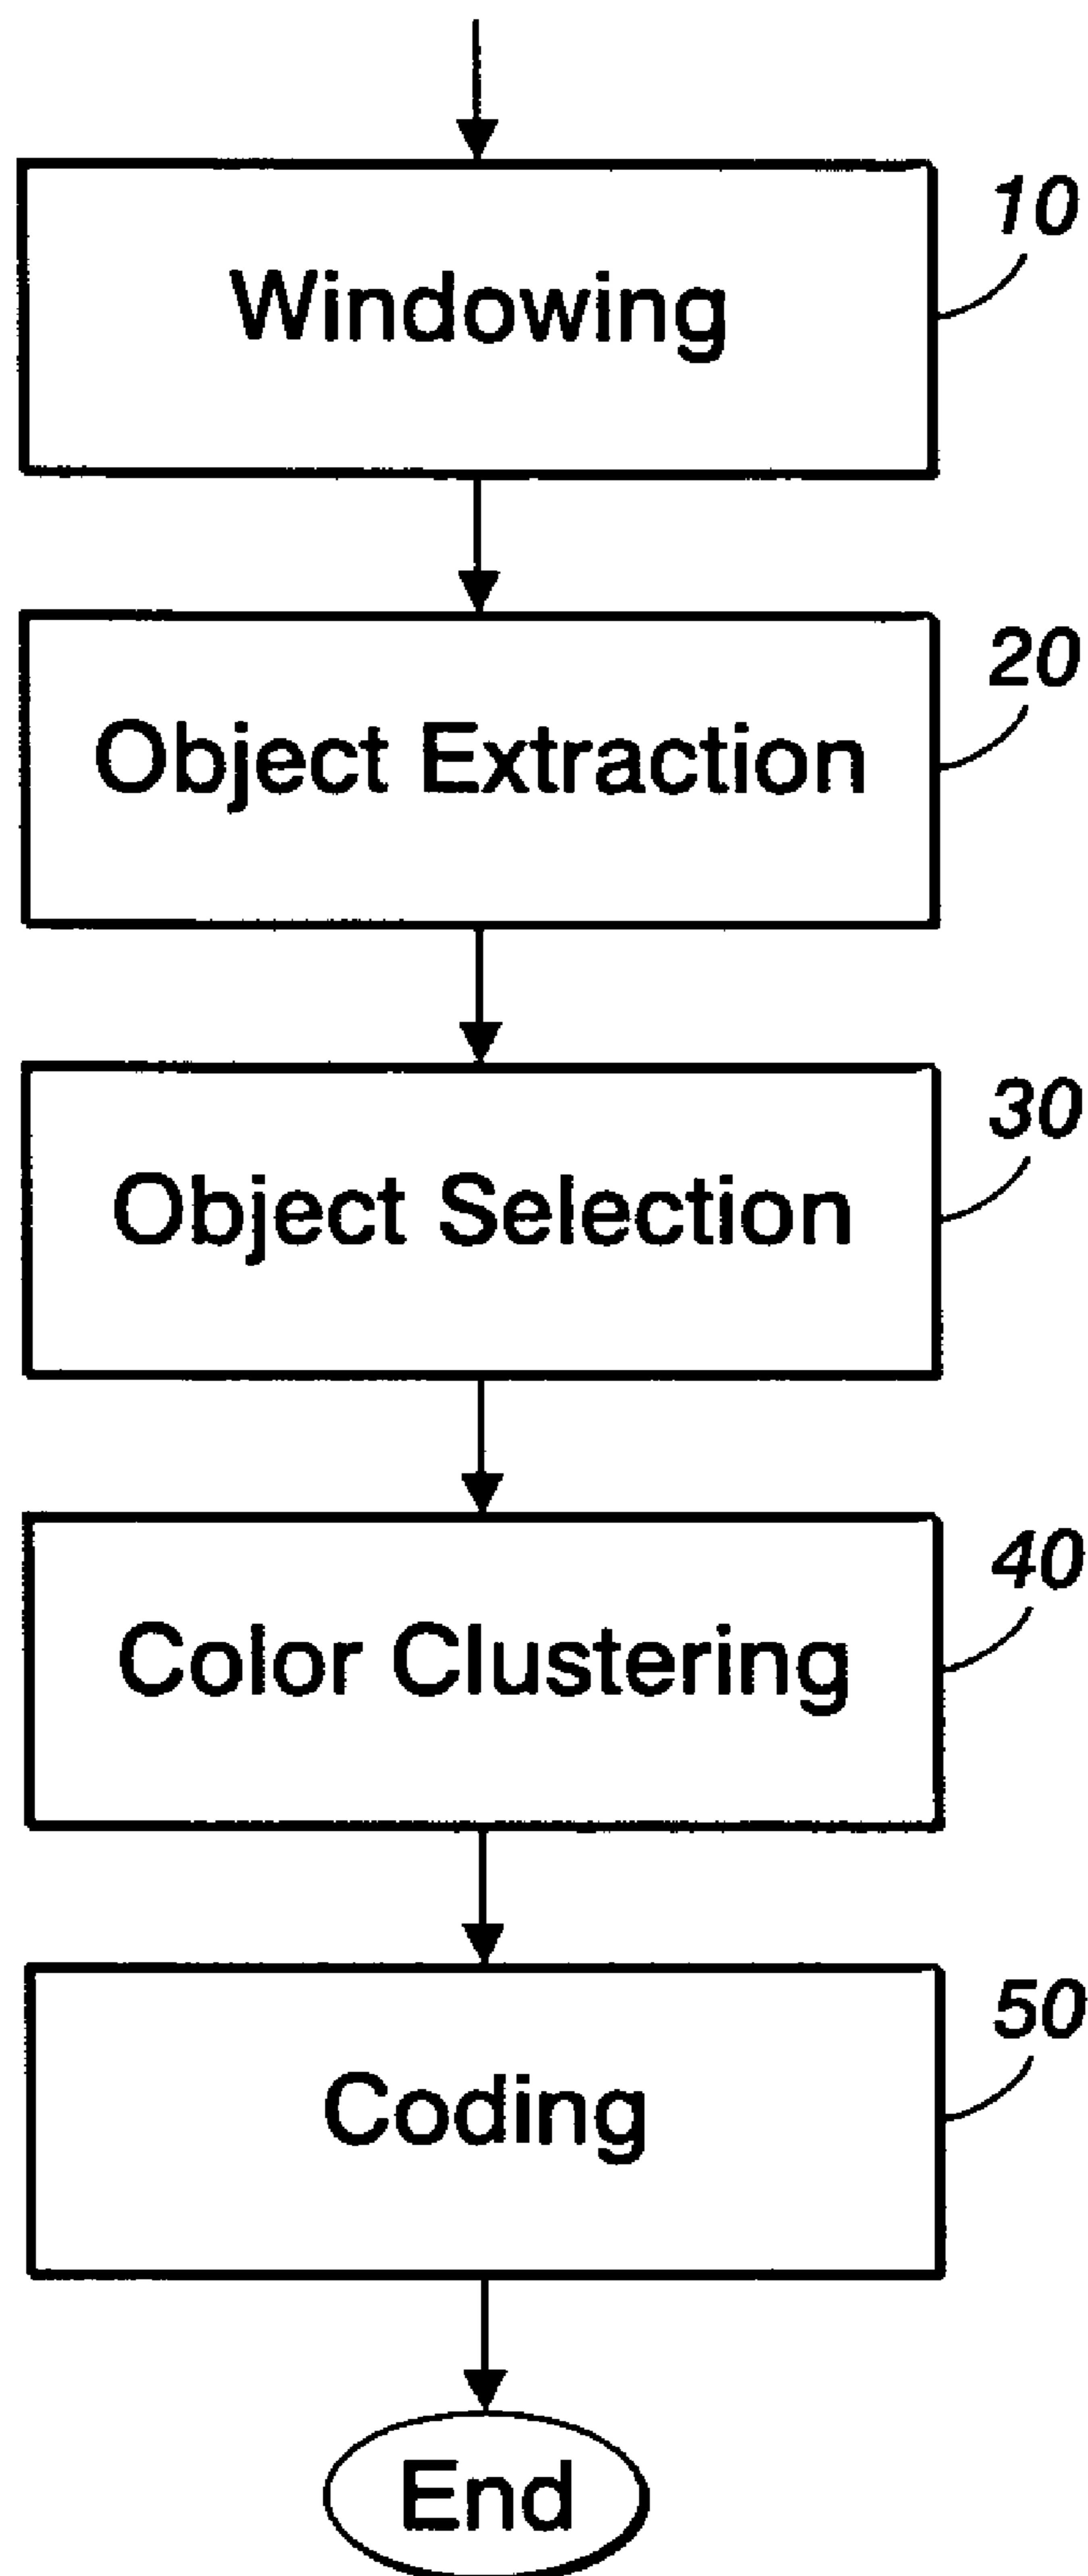 10
Windowing
20
Object Extraction
30
Object Selection
40
Color Clustering
50
Coding
End